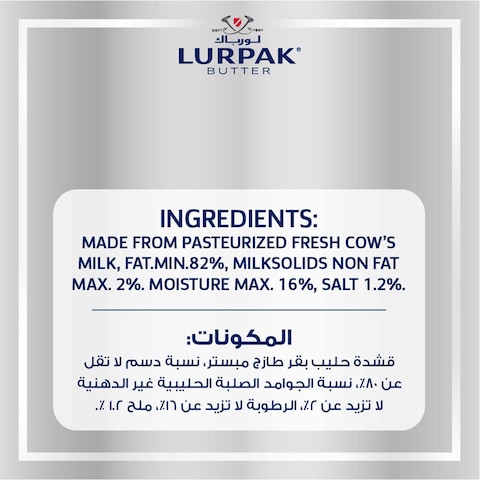 ESTD 1901
لورباك
LURPAK®
BUTTER
INGREDIENTS:
MADE FROM PASTEURIZED FRESH COW'S
MILK, FAT.MIN.82%, MILKSOLIDS NON FAT
MAX. 2%. MOISTURE MAX. 16%, SALT 1.2%.
المكونات:
قشدة حليب بقر طازج مبستر، نسبة دسم لا تقل
عن ٨٠٪، نسبة الجوامد الصلبة الحليبية غير الدهنية
لا تزيد عن ٢٪، الرطوبة لا تزيد عن ١٦٪، ملح ١.٢ ٪.